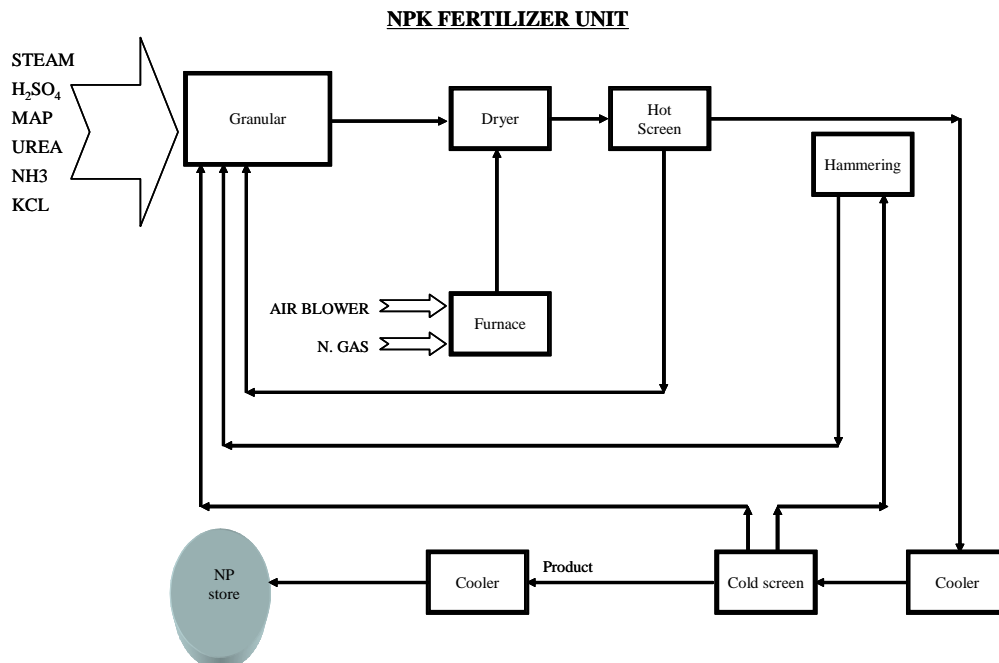 NPK FERTILIZER UNIT
STEAM
H₂SO₄
MAP
UREA
NH3
KCL
Granular
Dryer
Hot
Screen
Hammering
AIR BLOWER
N. GAS
Furnace
NP
store
Cooler
Product
Cold screen
Cooler